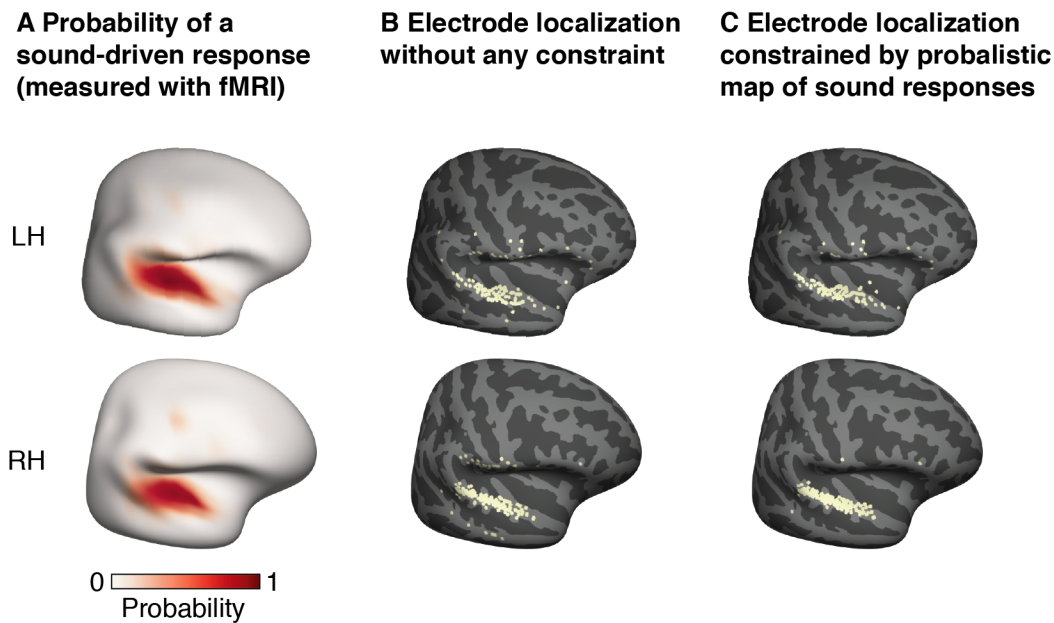 A Probability of a
sound-driven response
(measured with fMRI)
B Electrode localization
without any constraint
C Electrode localization
constrained by probalistic
map of sound responses
LH
RH
0 1
Probability